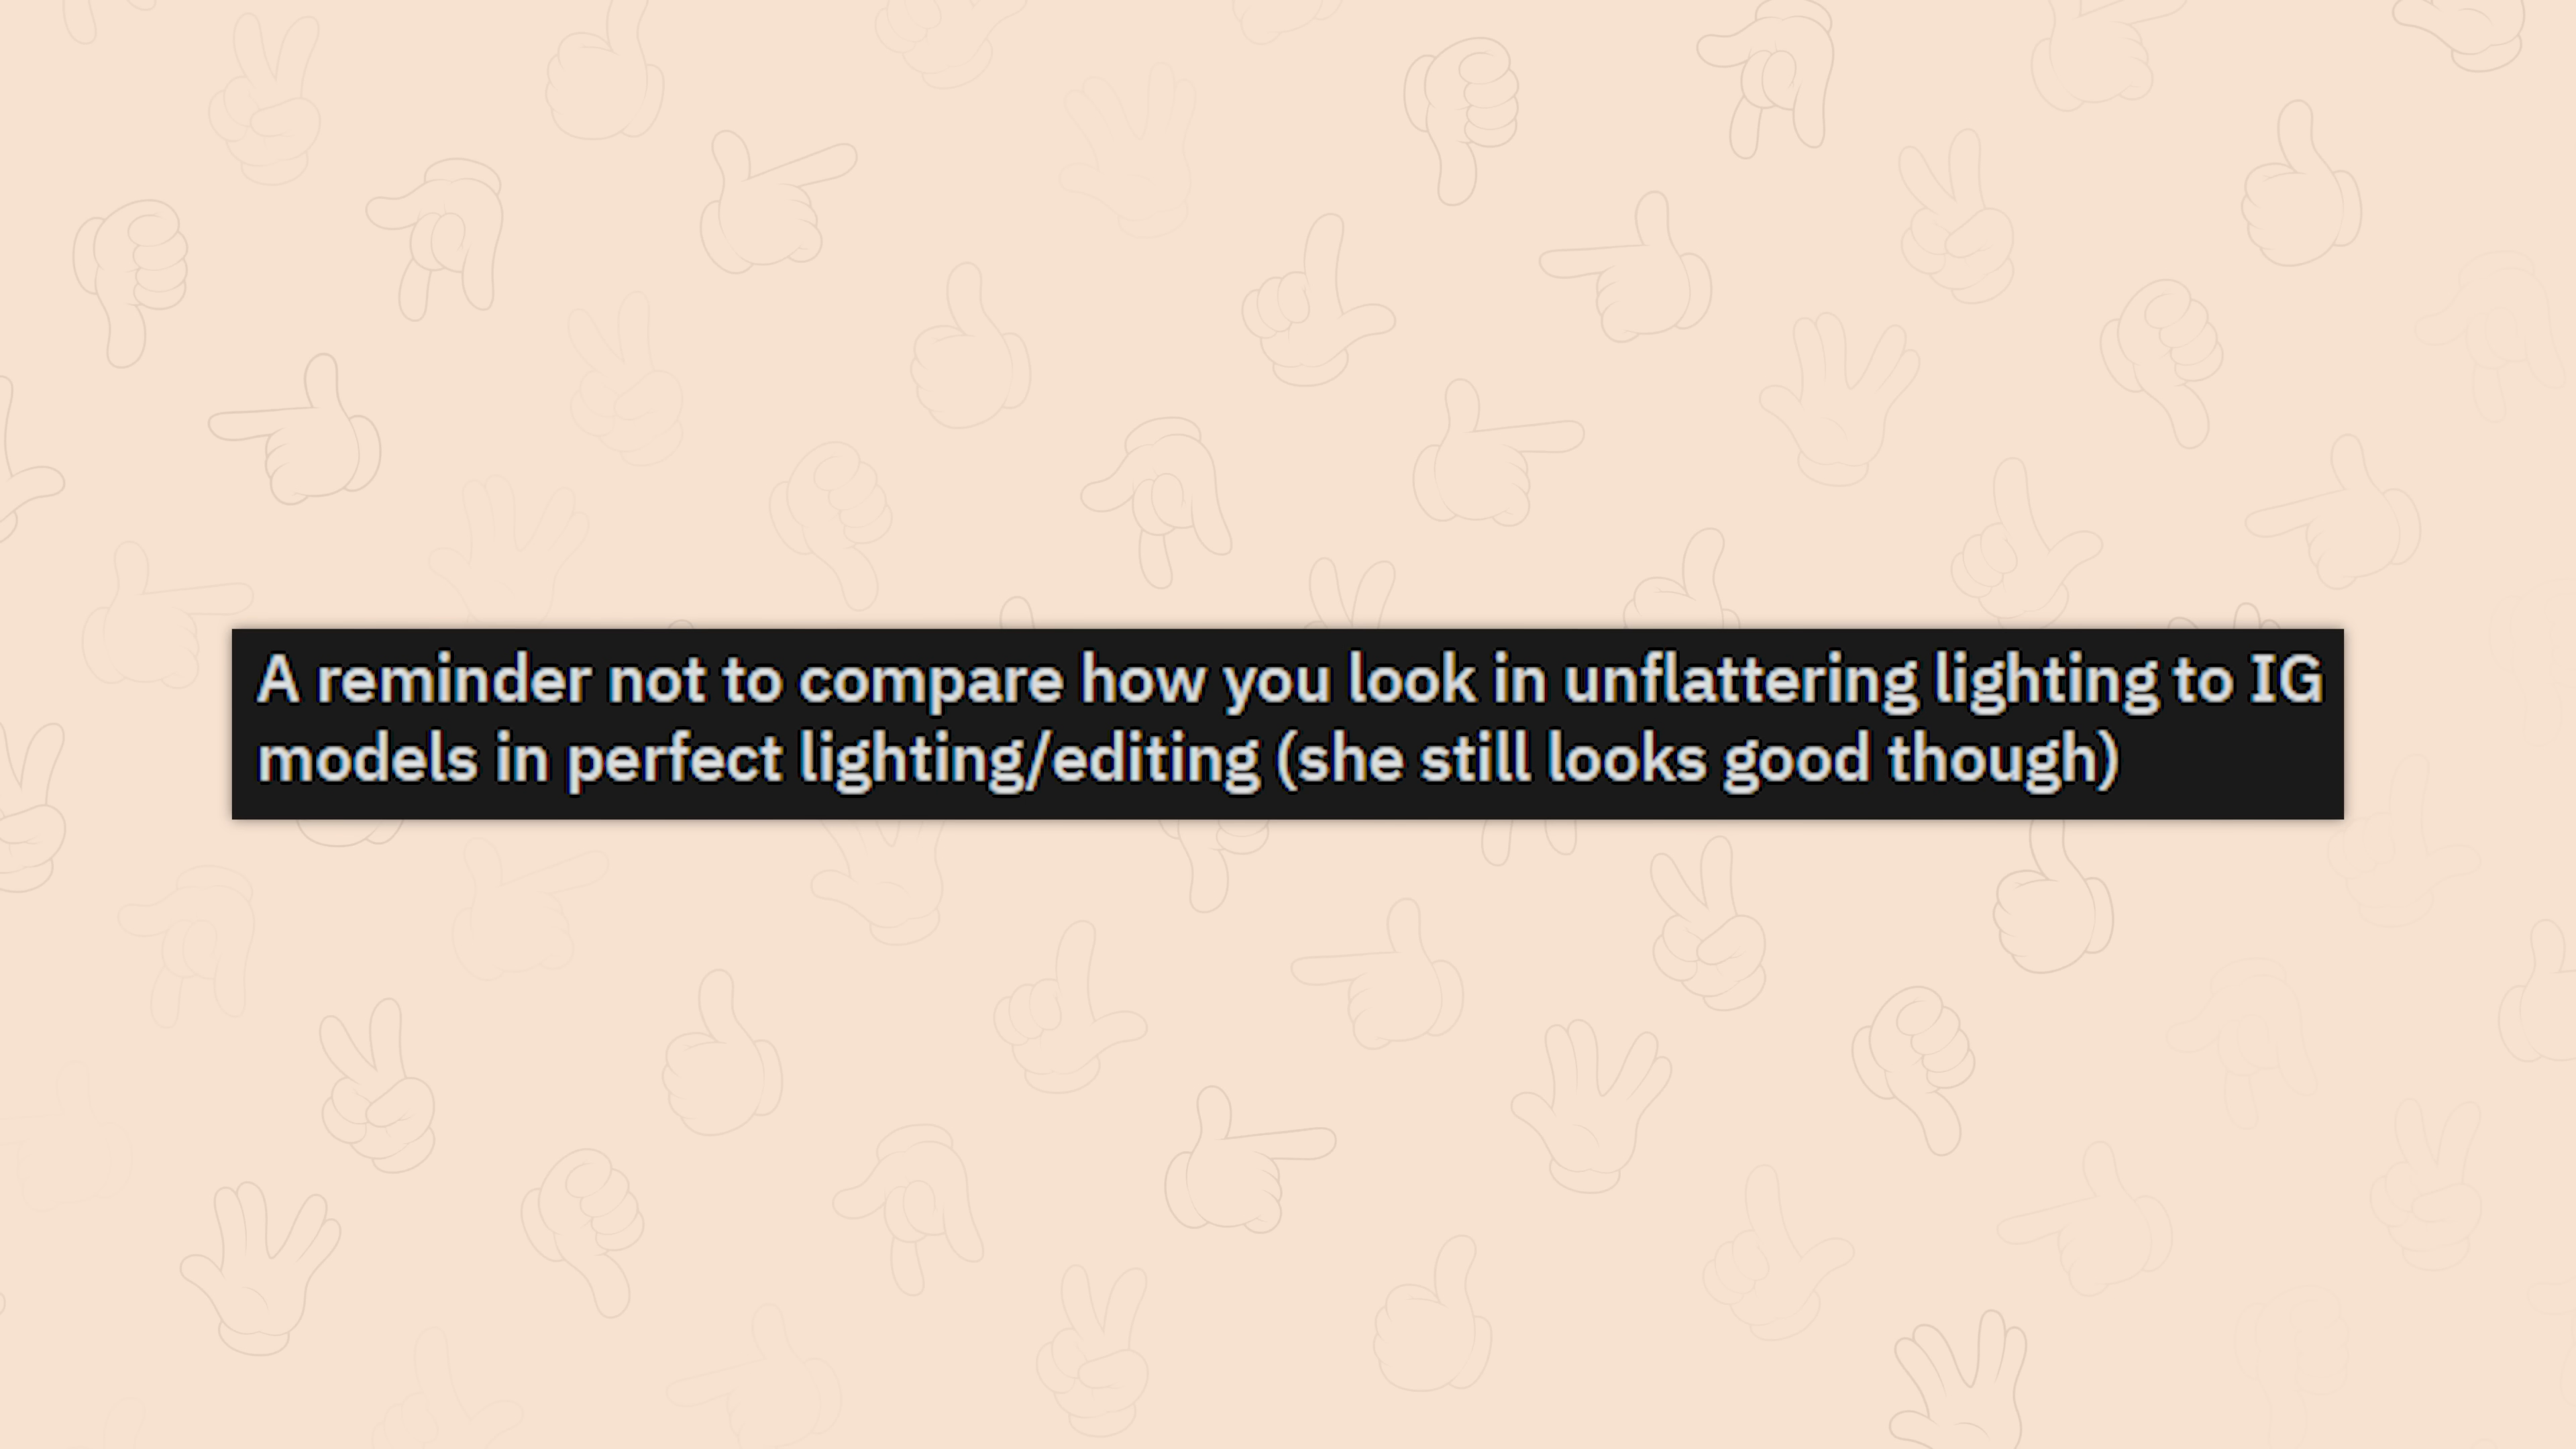 A reminder not to compare how you look in unflattering lighting to IG
models in perfect lighting/editing (she still looks good though)